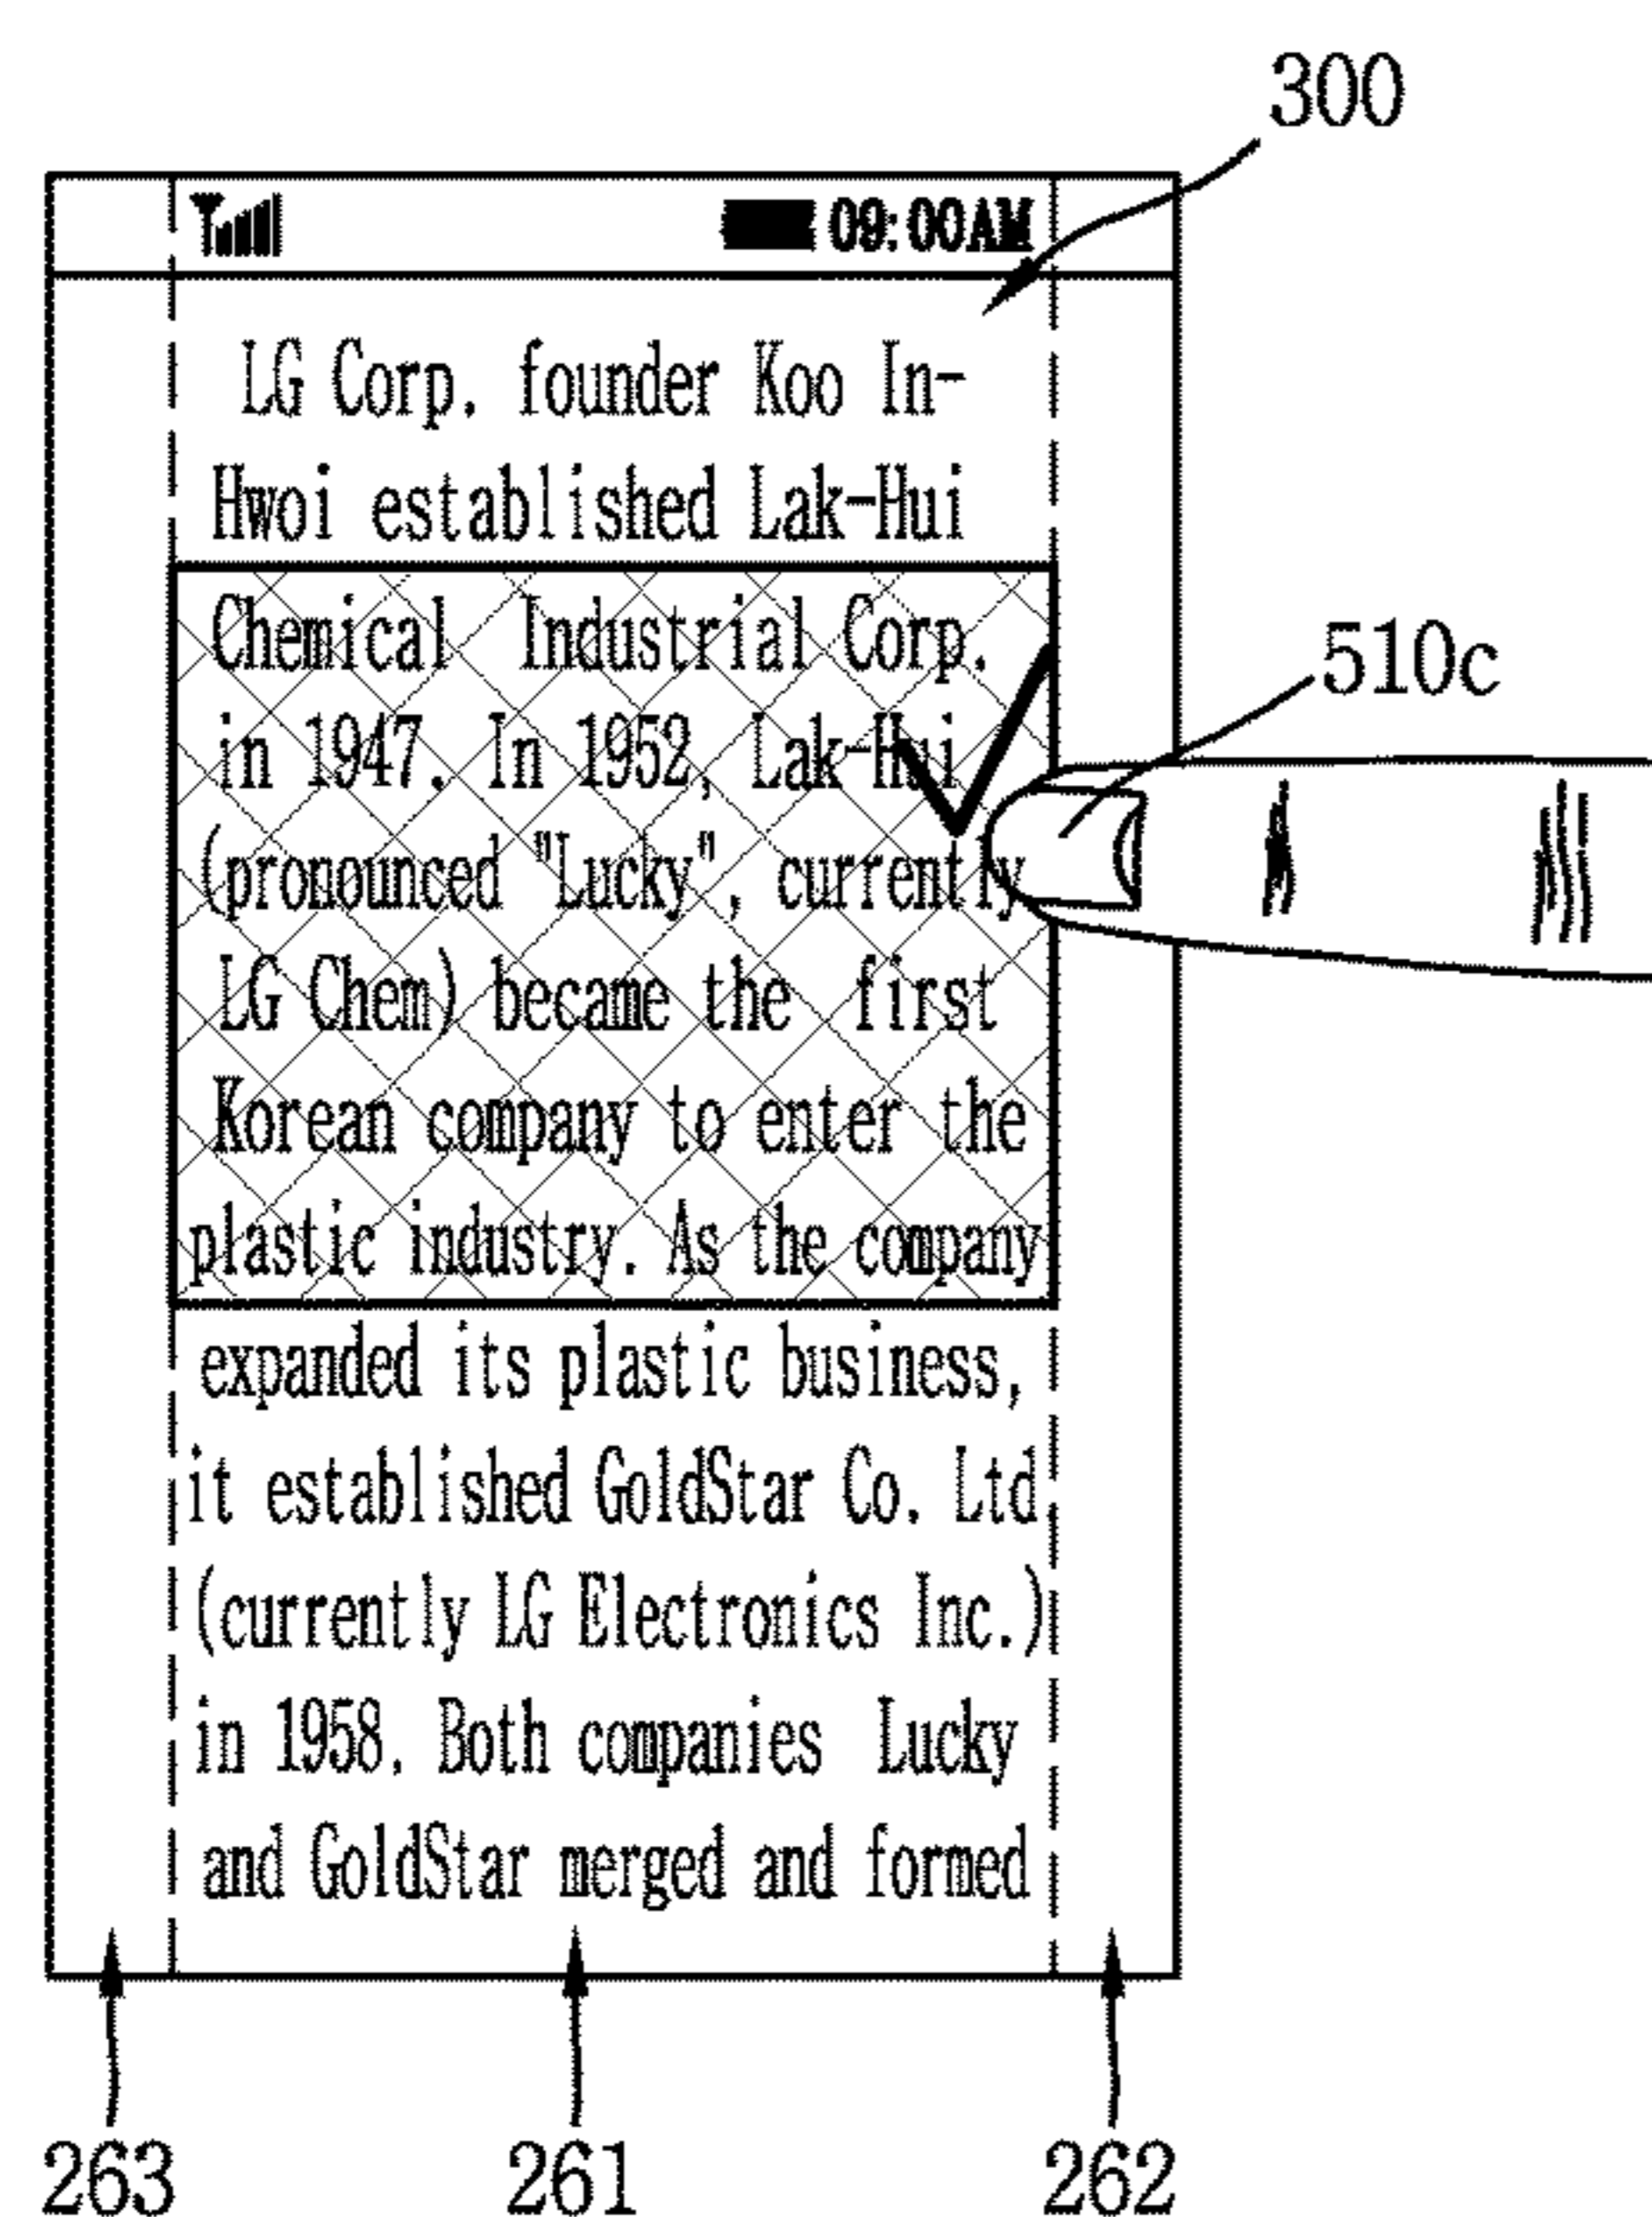 300
09:00AM
LG Corp. founder Koo In-
Hwoi established Lak-Hui
Chemical Industrial Corp.
in 1947. In 1952, Lak-Hui
510c
(pronounced "Lucky", currently
LG Chem) became the first
Korean company to enter the
plastic industry. As the company
expanded its plastic business,
it established GoldStar Co. Ltd
(currently LG Electronics Inc.)
in 1958. Both companies Lucky
and GoldStar merged and formed
263 261 262